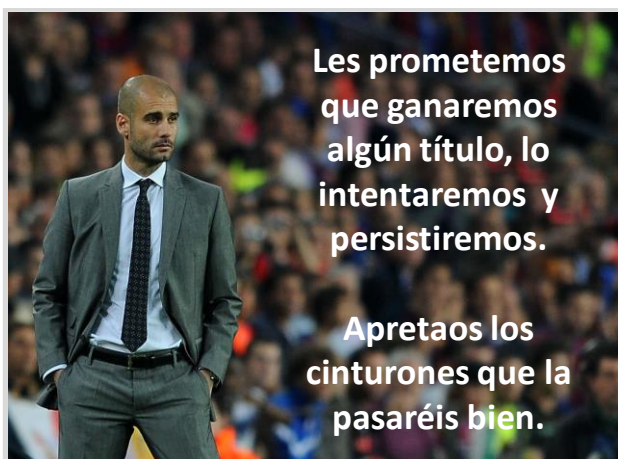 Les prometemos
que ganaremos
algún título, lo
intentaremos y
persistiremos.
Apretaos los
cinturones que la
pasaréis bien.